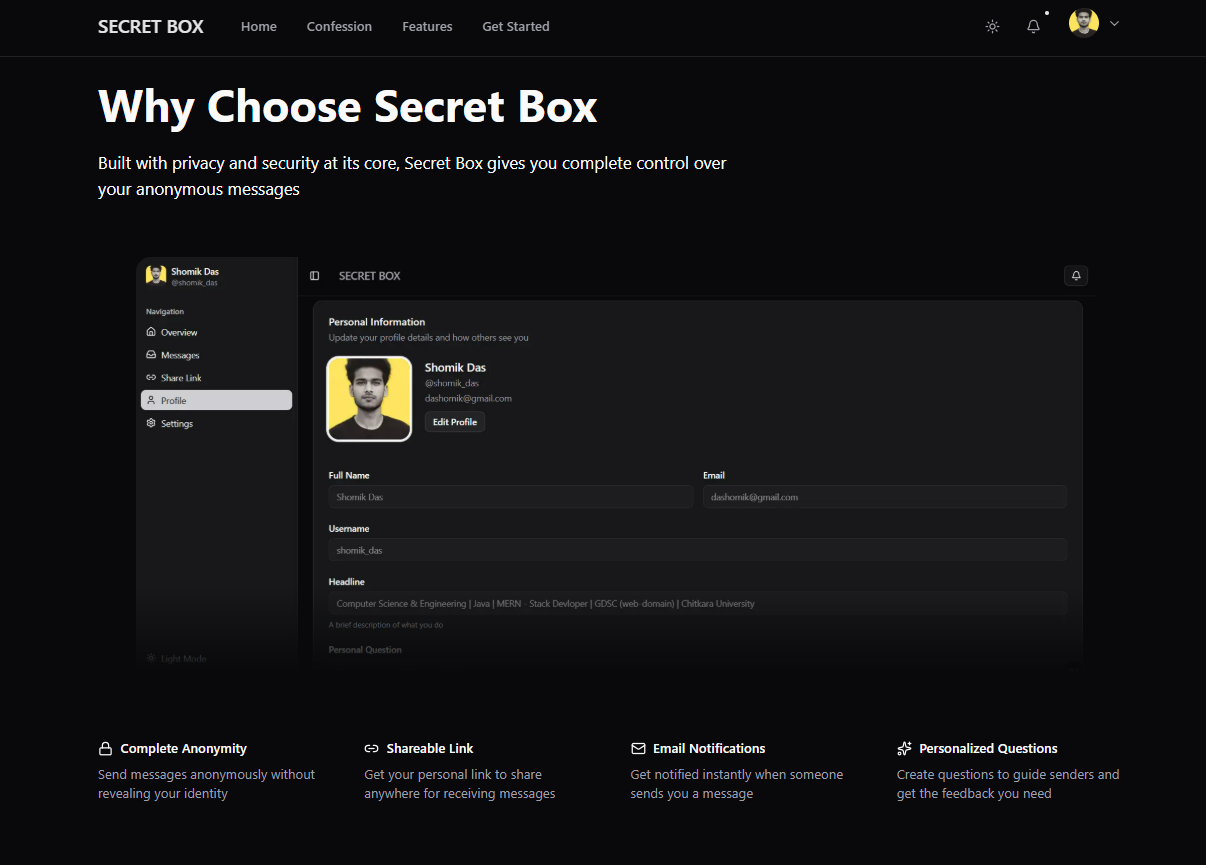 SECRET BOX Home Confession Features Get Started
Why Choose Secret Box
Built with privacy and security at its core, Secret Box gives you complete control over
your anonymous messages
Shomik Das
@shomik_das
Navigation
Overview
Messages
Share Link
Profile
Settings
Light Mode
SECRET BOX
Personal Information
Update your profile details and how others see you
Shomik Das
@shomik_das
dashomik@gmail.com
Edit Profile
Full Name
Shomik Das
Email
dashomik@gmail.com
Username
shomik_das
Headline
Computer Science & Engineering | Java | MERN - Stack Devloper | GDSC (web-domain) | Chitkara University
A brief description of what you do
Personal Question
Complete Anonymity
Send messages anonymously without
revealing your identity
Shareable Link
Get your personal link to share
anywhere for receiving messages
Email Notifications
Get notified instantly when someone
sends you a message
Personalized Questions
Create questions to guide senders and
get the feedback you need